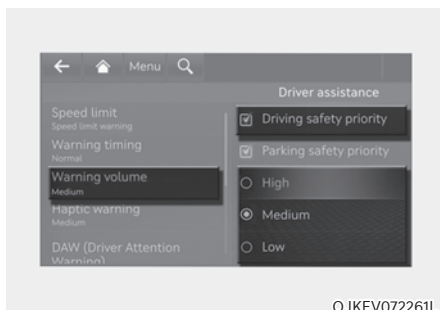 Menu
Driver assistance
Speed limit
Speed limit warning
Warning timing
Normal
Warning volume
Medium
Haptic warning
Medium
DAW (Driver Attention
Warning)
Driving safety priority
Parking safety priority
High
Medium
Low
OJKEV072261L